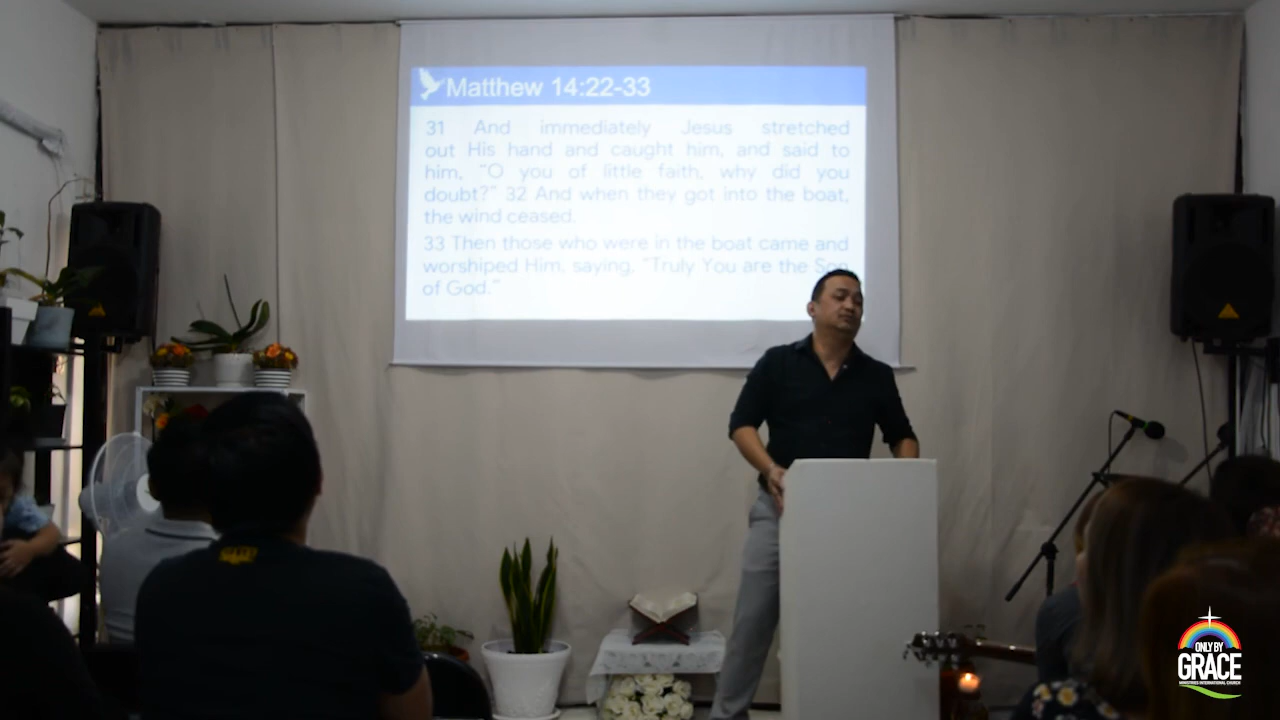 Matthew 14:22-33
31 And immediately Jesus stretched
out His hand and caught him, and said to
him, "O you of little faith, why did you
doubt?" 32 And when they got into the boat,
the wind ceased.
33 Then those who were in the boat came and
worshiped Him, saying, "Truly You are the Son
of God."
ONLY BY
GRACE
MINISTRIES INTERNATIONAL CHURCH